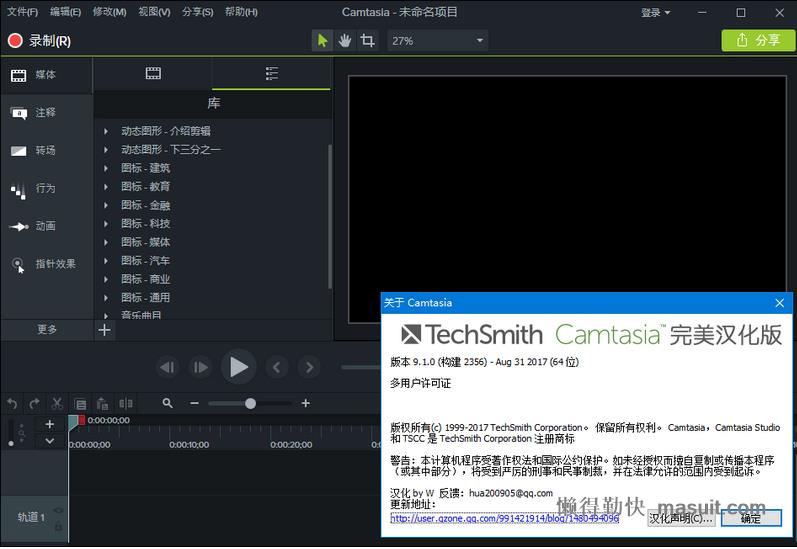 文件(F) 编辑(E) 修改(M) 视图(V) 分享(S) 帮助(H) Camtasia - 未命名项目 登录
录制(R) 27% 分享
媒体
注释
转场
行为
动画
指针效果
更多
库
动态图形 - 介绍剪辑
动态图形 - 下三分之一
图标 - 建筑
图标 - 教育
图标 - 金融
图标 - 科技
图标 - 媒体
图标 - 汽车
图标 - 商业
图标 - 通用
音乐曲目
关于 Camtasia
TechSmith Camtasia™ 完美汉化版
版本 9.1.0 (构建 2356) - Aug 31 2017 (64 位)
多用户许可证
版权所有(c) 1999-2017 TechSmith Corporation。 保留所有权利。 Camtasia，Camtasia Studio
和 TSCC 是 TechSmith Corporation 注册商标
警告：本计算机程序受著作权法和国际公约保护。如未经授权而擅自复制或传播本程序
（或其中部分），将受到严厉的刑事和民事制裁，并在法律允许的范围内受到起诉。
汉化 by W 反馈：hua200905@qq.com
更新地址：
http://user.qzone.qq.com/991421914/blog/1480494096
汉化声明(C)... 确定
懒得勤快 masuit.com
0:00:00;00
0:00:00;00 0:00:10;00 0:00:20;00
轨道 1